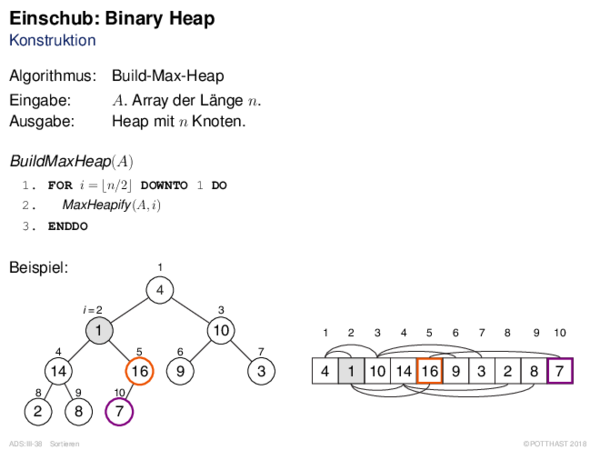 Einschub: Binary Heap
Konstruktion
Algorithmus: Build-Max-Heap
Eingabe: A. Array der Länge n.
Ausgabe: Heap mit n Knoten.
BuildMaxHeap(A)
1. FOR i = ⌊n/2⌋ DOWNTO 1 DO
2. MaxHeapify(A, i)
3. ENDDO
Beispiel:
1
4
i=2 3
1 10
4 5 6 7
14 16 9 3
8 9 10
2 8 7
1 2 3 4 5 6 7 8 9 10
4 1 10 14 16 9 3 2 8 7
ADS:III-38 Sortieren ©POTTHAST 2018